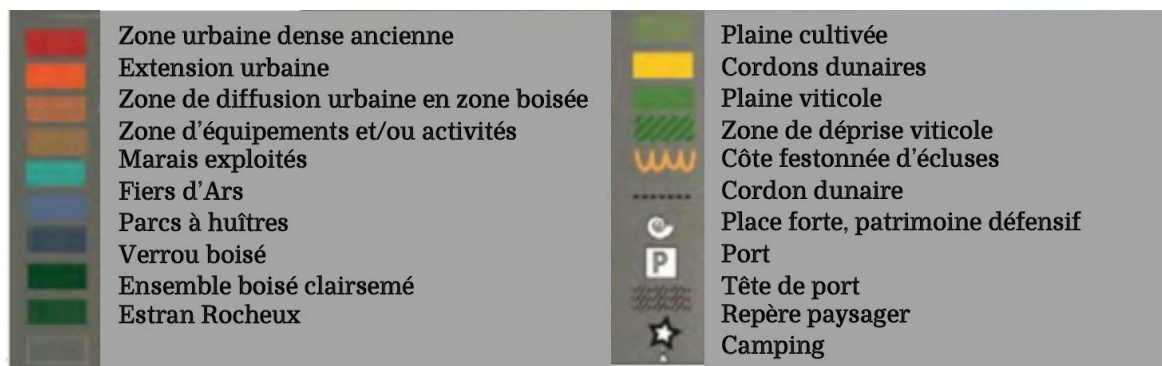 Zone urbaine dense ancienne
Extension urbaine
Zone de diffusion urbaine en zone boisée
Zone d'équipements et/ou activités
Marais exploités
Fiers d'Ars
Parcs à huîtres
Verrou boisé
Ensemble boisé clairsemé
Estran Rocheux
Plaine cultivée
Cordons dunaires
Plaine viticole
Zone de déprise viticole
Côte festonnée d'écluses
Cordon dunaire
Place forte, patrimoine défensif
P
Port
Tête de port
Repère paysager
Camping